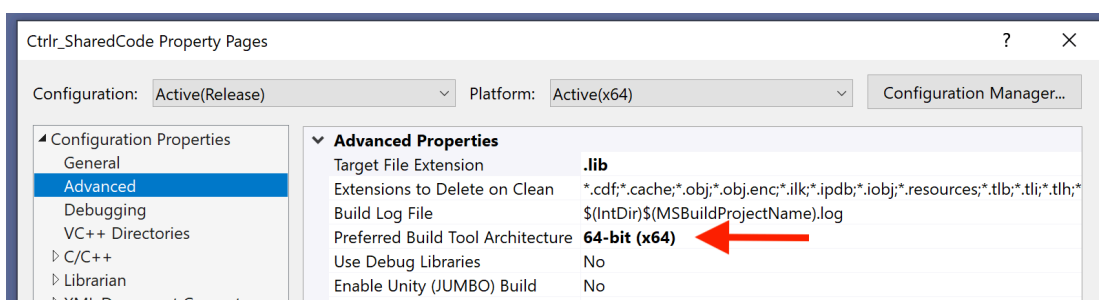 Ctrlr_SharedCode Property Pages ? ×
Configuration: Active(Release) Platform: Active(x64) Configuration Manager...
Configuration Properties
General
Advanced
Debugging
VC++ Directories
C/C++
Librarian
Advanced Properties
Target File Extension .lib
Extensions to Delete on Clean *.cdf;*.cache;*.obj;*.obj.enc;*.ilk;*.ipdb;*.iobj;*.resources;*.tlb;*.tli;*.tlh;*
Build Log File $(IntDir)$(MSBuildProjectName).log
Preferred Build Tool Architecture 64-bit (x64)
Use Debug Libraries No
Enable Unity (JUMBO) Build No